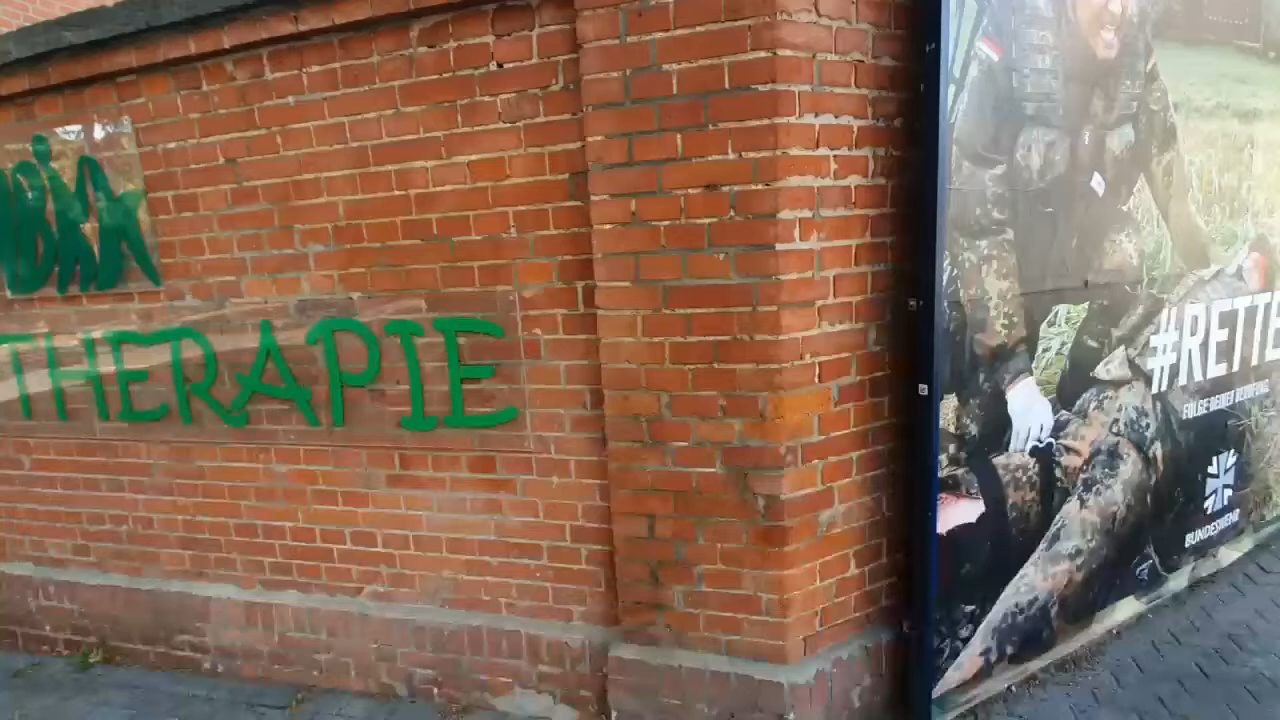 THERAPIE
#RETTE
FOLGE DEINER BERUFUNG
BUNDESWEHR